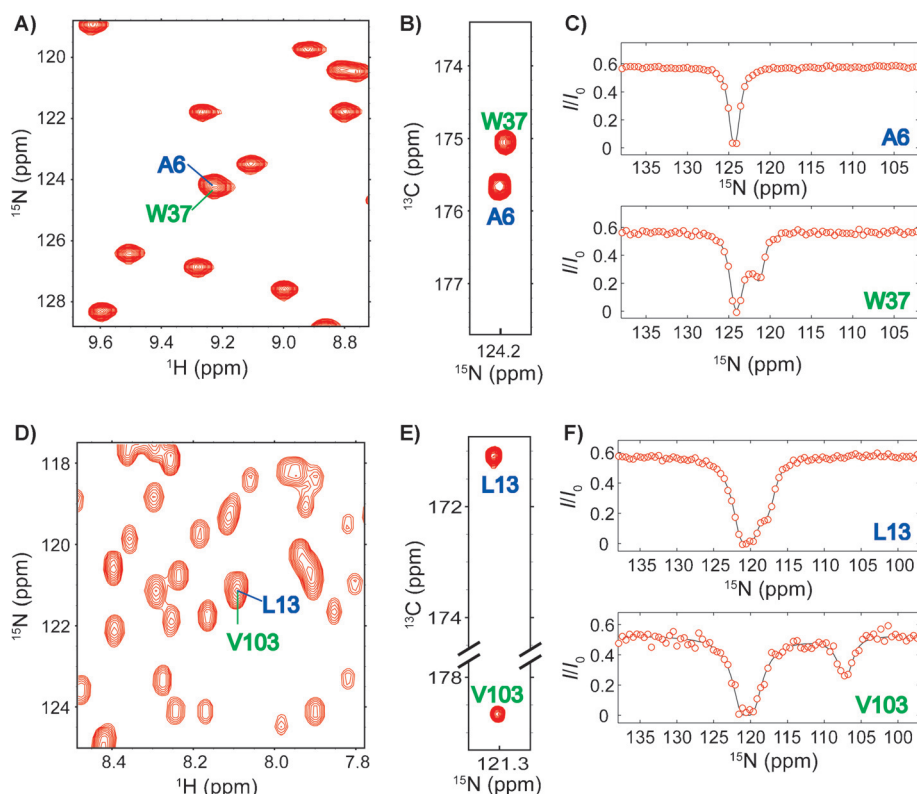 A)
120
122
124
126
128
¹⁵N (ppm)
A6
W37
9.6 9.4 9.2 9.0 8.8
¹H (ppm)
B)
174
175
176
177
¹³C (ppm)
W37
A6
124.2
¹⁵N (ppm)
C)
0.6
0.4
0.2
0
I/I₀
A6
135 130 125 120 115 110 105
¹⁵N (ppm)
0.6
0.4
0.2
0
I/I₀
W37
135 130 125 120 115 110 105
¹⁵N (ppm)
D)
118
120
122
124
¹⁵N (ppm)
L13
V103
8.4 8.2 8.0 7.8
¹H (ppm)
E)
172
174
178
¹³C (ppm)
L13
V103
121.3
¹⁵N (ppm)
F)
0.6
0.4
0.2
0
I/I₀
L13
135 130 125 120 115 110 105 100
¹⁵N (ppm)
0.6
0.4
0.2
0
I/I₀
V103
135 130 125 120 115 110 105 100
¹⁵N (ppm)